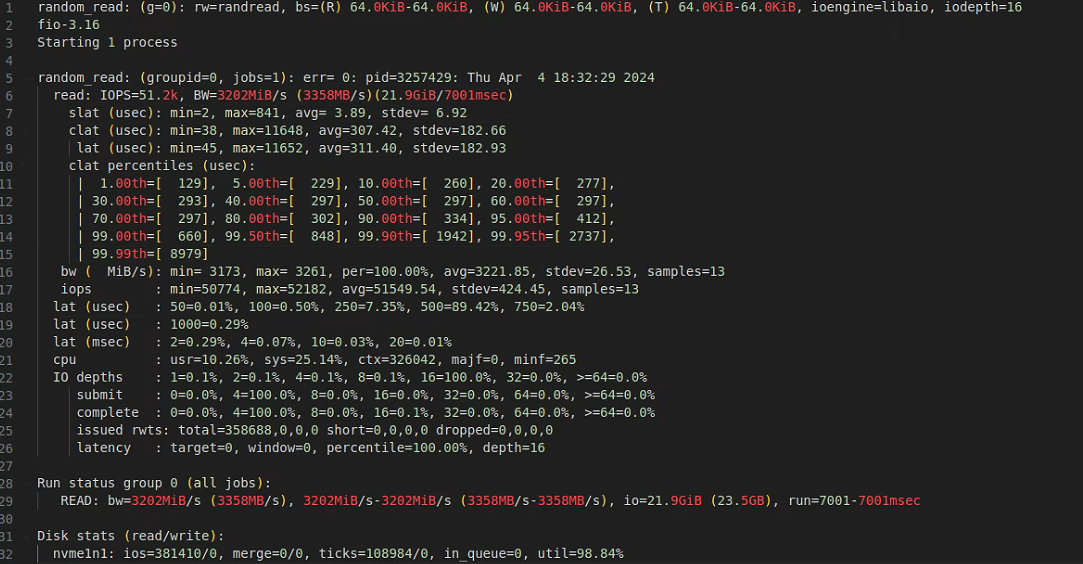 1 random_read: (g=0): rw=randread, bs=(R) 64.0KiB-64.0KiB, (W) 64.0KiB-64.0KiB, (T) 64.0KiB-64.0KiB, ioengine=libaio, iodepth=16
2 fio-3.16
3 Starting 1 process
4
5 random_read: (groupid=0, jobs=1): err= 0: pid=3257429: Thu Apr  4 18:32:29 2024
6   read: IOPS=51.2k, BW=3202MiB/s (3358MB/s)(21.9GiB/7001msec)
7     slat (usec): min=2, max=841, avg= 3.89, stdev= 6.92
8     clat (usec): min=38, max=11648, avg=307.42, stdev=182.66
9      lat (usec): min=45, max=11652, avg=311.40, stdev=182.93
10     clat percentiles (usec):
11      |  1.00th=[  129],  5.00th=[  229], 10.00th=[  260], 20.00th=[  277],
12      | 30.00th=[  293], 40.00th=[  297], 50.00th=[  297], 60.00th=[  297],
13      | 70.00th=[  297], 80.00th=[  302], 90.00th=[  334], 95.00th=[  412],
14      | 99.00th=[  660], 99.50th=[  848], 99.90th=[ 1942], 99.95th=[ 2737],
15      | 99.99th=[ 8979]
16    bw (  MiB/s): min= 3173, max= 3261, per=100.00%, avg=3221.85, stdev=26.53, samples=13
17    iops        : min=50774, max=52182, avg=51549.54, stdev=424.45, samples=13
18   lat (usec)   : 50=0.01%, 100=0.50%, 250=7.35%, 500=89.42%, 750=2.04%
19   lat (usec)   : 1000=0.29%
20   lat (msec)   : 2=0.29%, 4=0.07%, 10=0.03%, 20=0.01%
21   cpu          : usr=10.26%, sys=25.14%, ctx=326042, majf=0, minf=265
22   IO depths    : 1=0.1%, 2=0.1%, 4=0.1%, 8=0.1%, 16=100.0%, 32=0.0%, >=64=0.0%
23      submit    : 0=0.0%, 4=100.0%, 8=0.0%, 16=0.0%, 32=0.0%, 64=0.0%, >=64=0.0%
24      complete  : 0=0.0%, 4=100.0%, 8=0.0%, 16=0.1%, 32=0.0%, 64=0.0%, >=64=0.0%
25      issued rwts: total=358688,0,0,0 short=0,0,0,0 dropped=0,0,0,0
26      latency   : target=0, window=0, percentile=100.00%, depth=16
27
28 Run status group 0 (all jobs):
29    READ: bw=3202MiB/s (3358MB/s), 3202MiB/s-3202MiB/s (3358MB/s-3358MB/s), io=21.9GiB (23.5GB), run=7001-7001msec
30
31 Disk stats (read/write):
32   nvme1n1: ios=381410/0, merge=0/0, ticks=108984/0, in_queue=0, util=98.84%